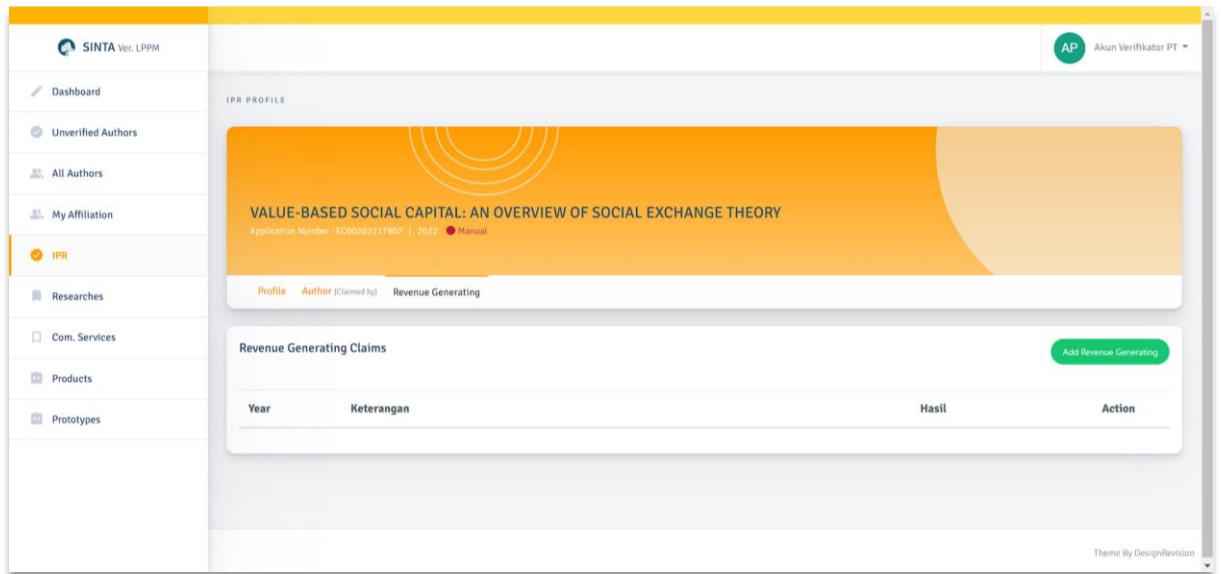 SINTA Ver. LPPM
AP Akun Verifikator PT
Dashboard
Unverified Authors
All Authors
My Affiliation
IPR
Researches
Com. Services
Products
Prototypes
IPR PROFILE
VALUE-BASED SOCIAL CAPITAL: AN OVERVIEW OF SOCIAL EXCHANGE THEORY
Application Number : EC00202217807 | 2022 Manual
Profile Author (Claimed by) Revenue Generating
Revenue Generating Claims
Add Revenue Generating
Year Keterangan Hasil Action
Theme By DesignRevision